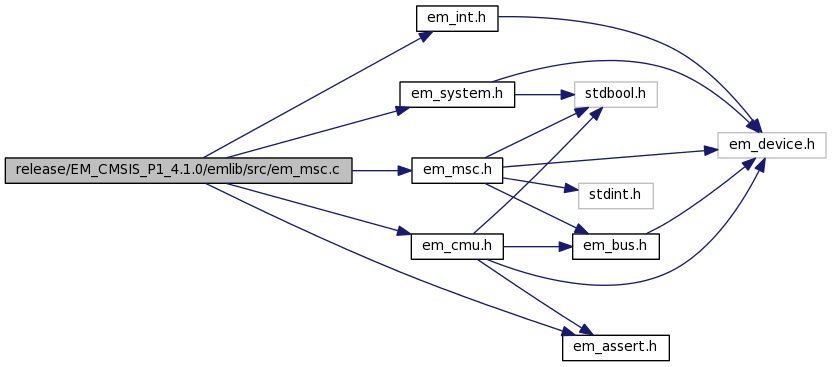 em_int.h
em_system.h
stdbool.h
em_device.h
release/EM_CMSIS_P1_4.1.0/emlib/src/em_msc.c
em_msc.h
stdint.h
em_cmu.h
em_bus.h
em_assert.h